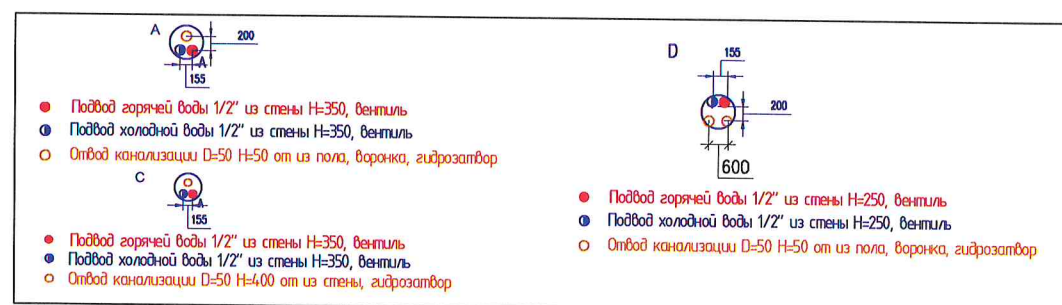 A
200
A
155
Подвод горячей воды 1/2" из стены H=350, вентиль
Подвод холодной воды 1/2" из стены H=350, вентиль
Отвод канализации D=50 H=50 от из пола, воронка, гидрозатвор
C
A
155
Подвод горячей воды 1/2" из стены H=350, вентиль
Подвод холодной воды 1/2" из стены H=350, вентиль
Отвод канализации D=50 H=400 от из стены, гидрозатвор
D
155
200
600
Подвод горячей воды 1/2" из стены H=250, вентиль
Подвод холодной воды 1/2" из стены H=250, вентиль
Отвод канализации D=50 H=50 от из пола, воронка, гидрозатвор